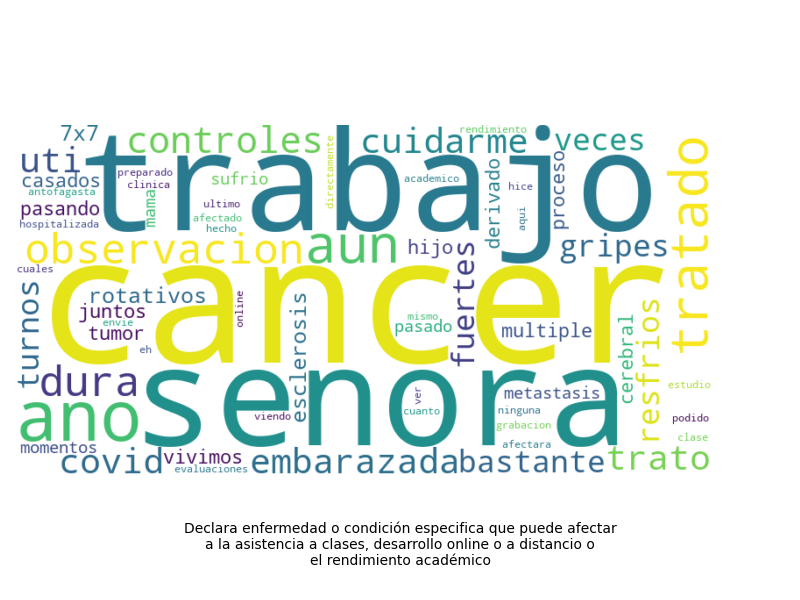 7x7
trabajo
controles
cuidarme
rendimiento
veces
uti
casados
antofagasta
pasando
hospitalizada
preparado
clinica
mama
sufrio
ultimo
afectado
hecho
directamente
academico
derivado
hice
aqui
proceso
tratado
observacion
aun
hijo
fuertes
gripes
cuales
cancer
turnos
rotativos
juntos
envie
tumor
eh
online
esclerosis
mismo
pasado
multiple
cerebral
resfrios
dura
senora
metastasis
estudio
ano
viendo
ver
cuanto
ninguna
grabacion
afectara
podido
clase
momentos
covid
vivimos
evaluaciones
embarazada
bastante
trato
Declara enfermedad o condición especifica que puede afectar
a la asistencia a clases, desarrollo online o a distancio o
el rendimiento académico